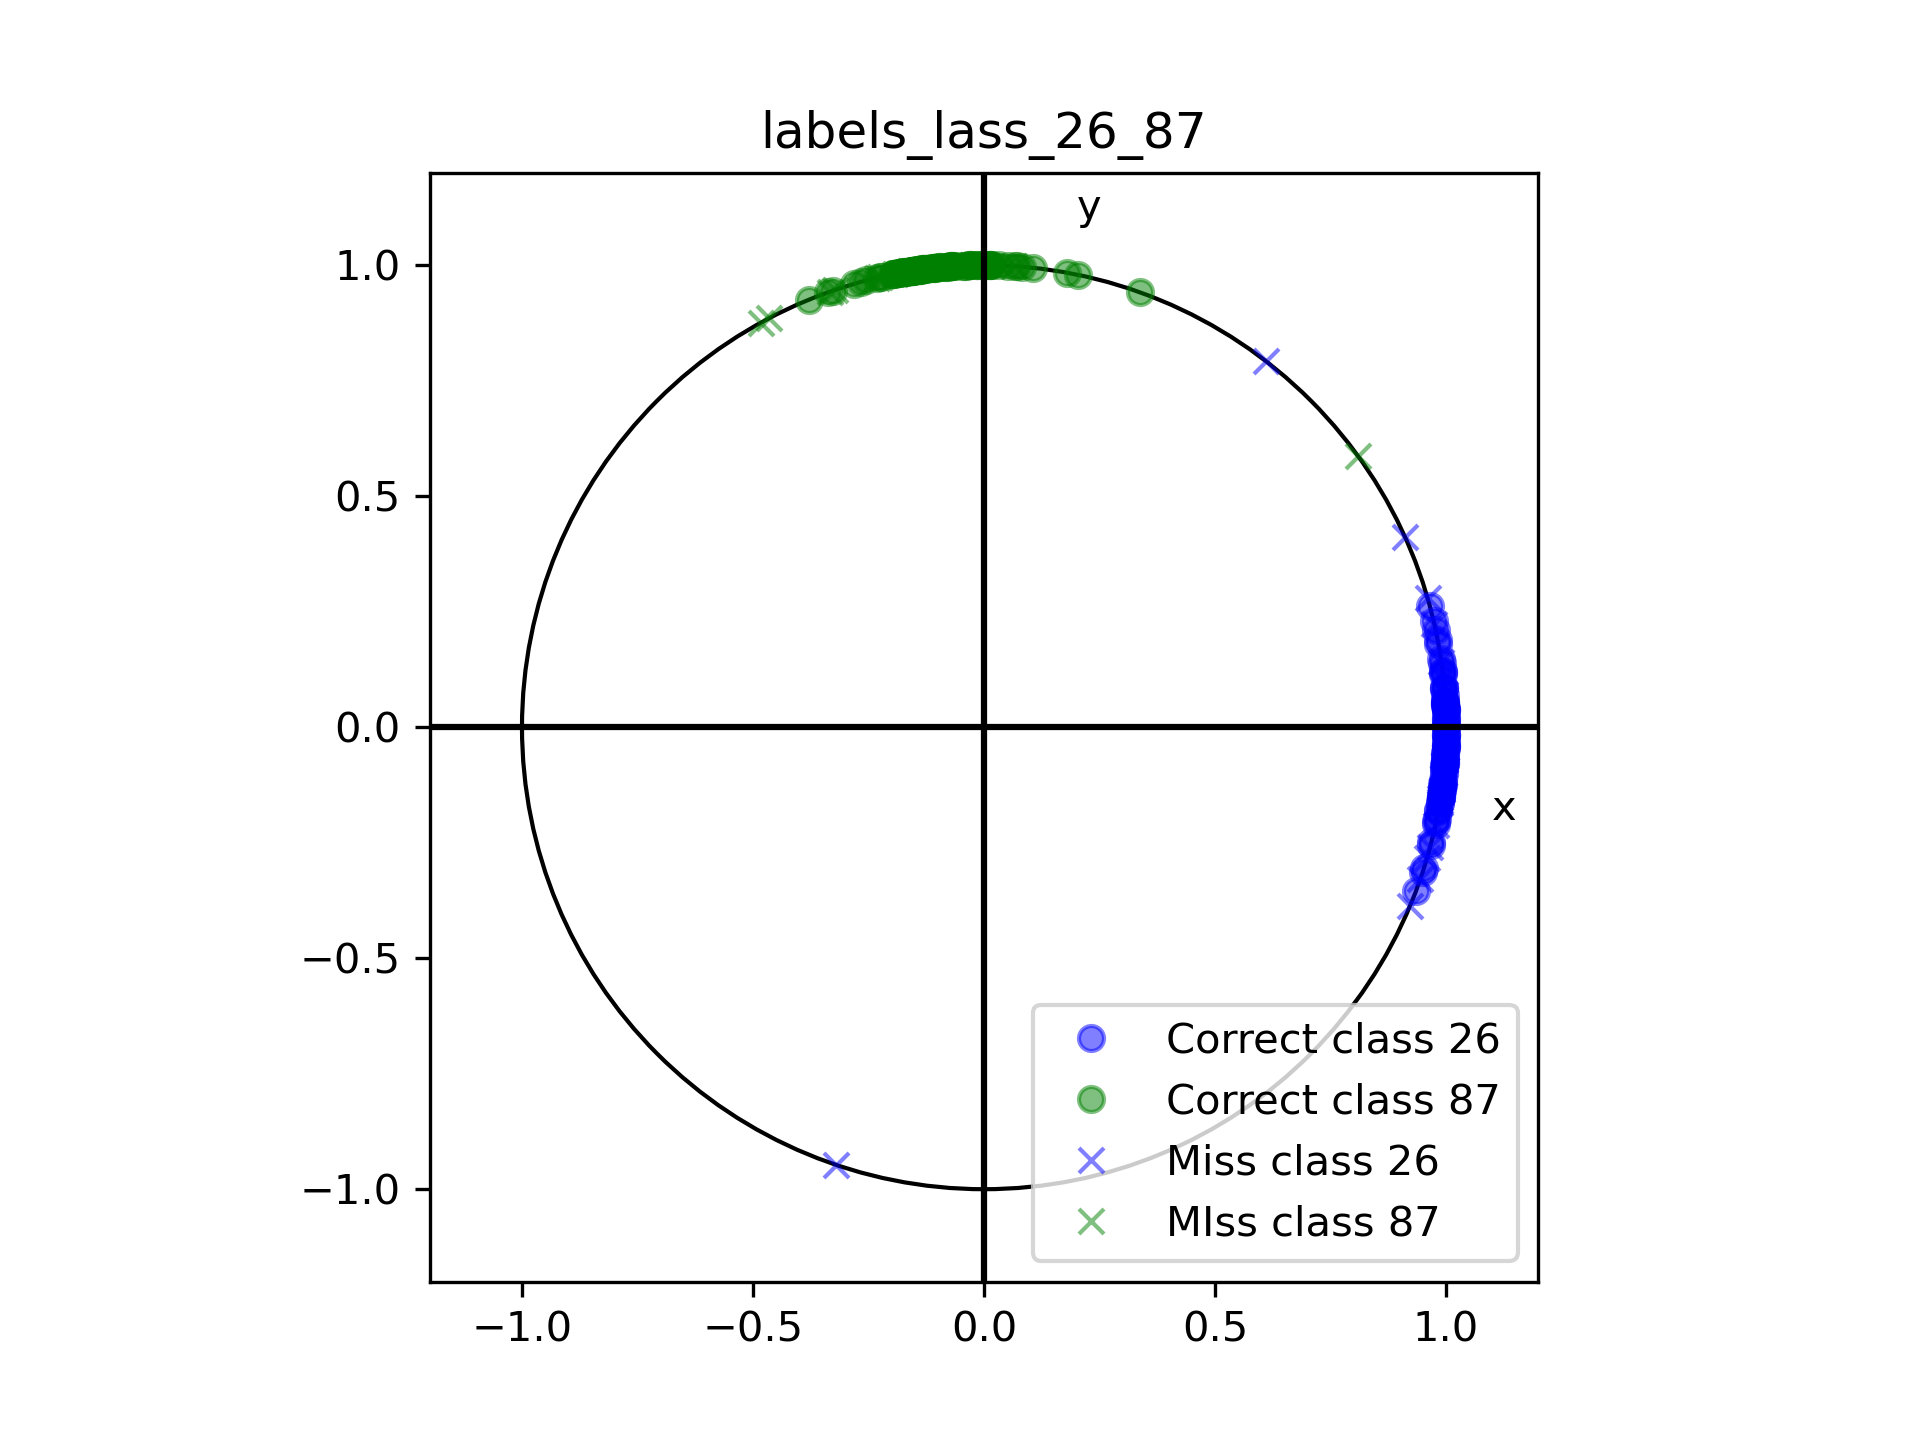 labels_lass_26_87
y
1.0
0.5
0.0
x
−0.5
Correct class 26
Correct class 87
Miss class 26
−1.0
MIss class 87
−1.0 −0.5 0.0 0.5 1.0